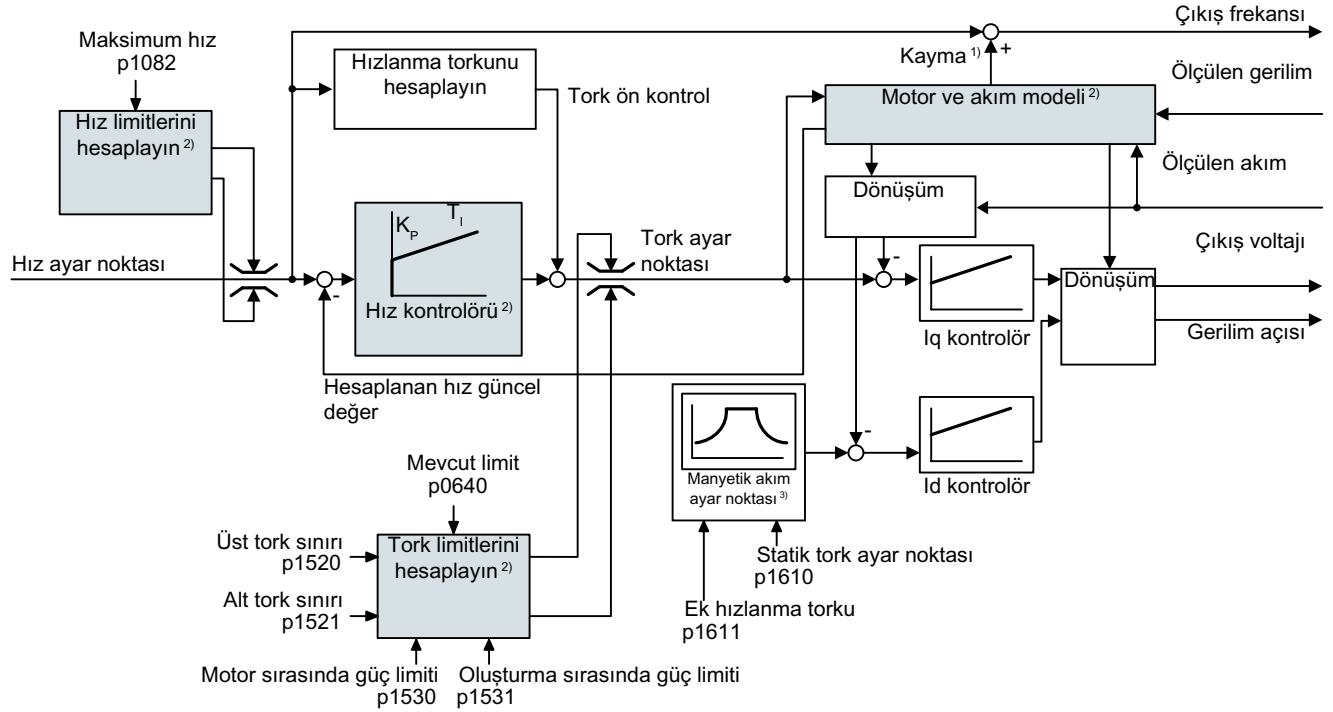 Çıkış frekansı
Maksimum hız
p1082
Kayma 1)
+
Hızlanma torkunu
hesaplayın
Ölçülen gerilim
Tork ön kontrol
Motor ve akım modeli 2)
Hız limitlerini
hesaplayın 2)
Ölçülen akım
Dönüşüm
KP
TI
Hız ayar noktası
Tork ayar
noktası
Çıkış voltajı
-
-
Dönüşüm
Hız kontrolörü 2)
Iq kontrolör
Gerilim açısı
Hesaplanan hız güncel
değer
-
Manyetik akım
ayar noktası 3)
Id kontrolör
Mevcut limit
p0640
Üst tork sınırı
p1520
Tork limitlerini
hesaplayın 2)
Statik tork ayar noktası
p1610
Alt tork sınırı
p1521
Ek hızlanma torku
p1611
Motor sırasında güç limiti
p1530
Oluşturma sırasında güç limiti
p1531